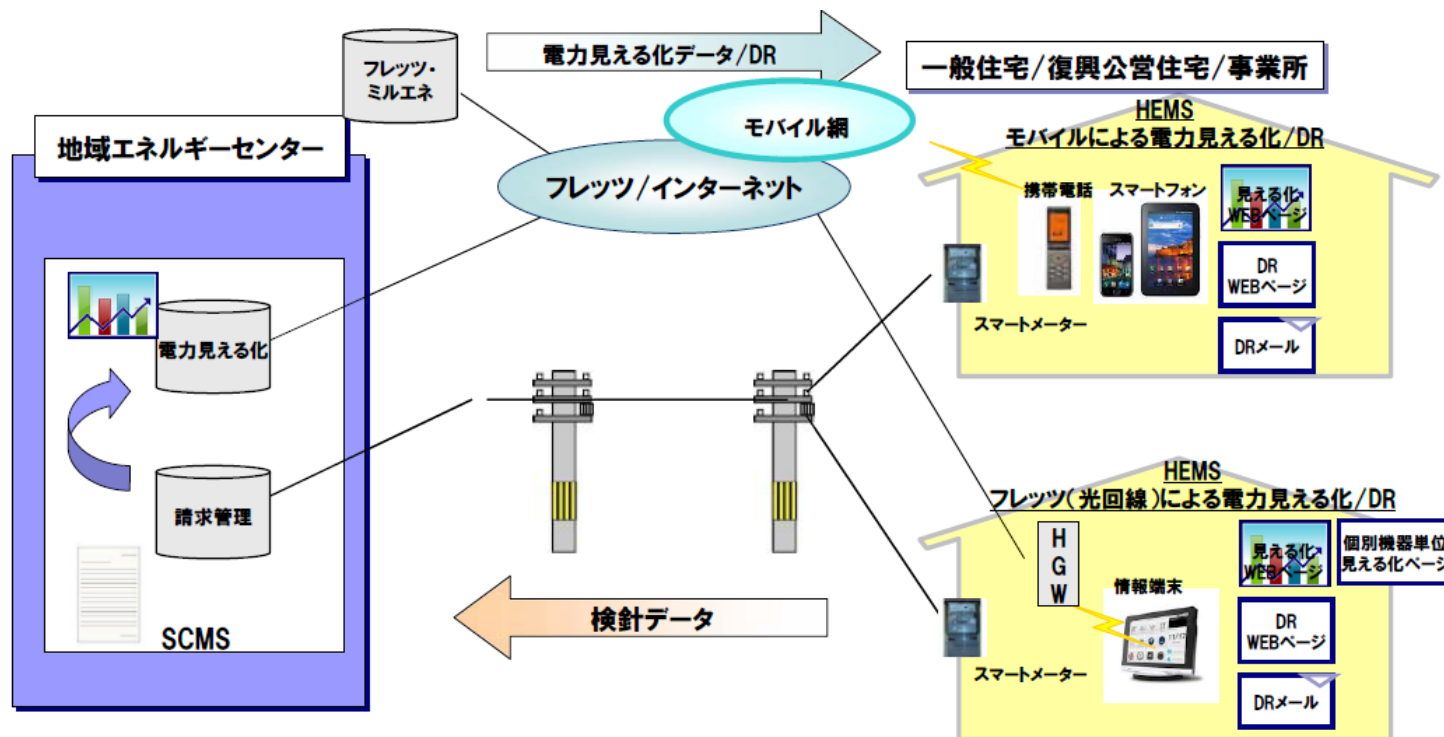 フレッツ・
ミルエネ
電力見える化データ/DR
一般住宅/復興公営住宅/事業所
地域エネルギーセンター
モバイル網
フレッツ/インターネット
HEMS
モバイルによる電力見える化/DR
携帯電話
スマートフォン
見える化
WEBページ
DR
WEBページ
DRメール
スマートメーター
電力見える化
請求管理
SCMS
検針データ
HEMS
フレッツ(光回線)による電力見える化/DR
H
G
W
情報端末
見える化
WEBページ
個別機器単位
見える化ページ
DR
WEBページ
DRメール
スマートメーター